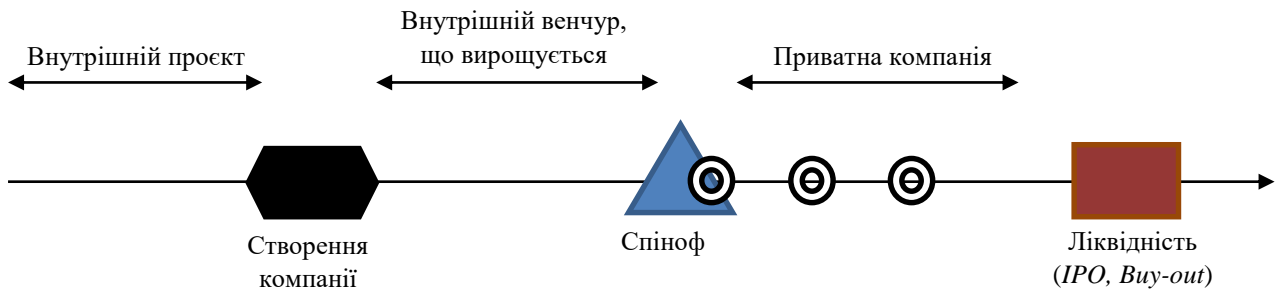 Внутрішній проєкт
Внутрішній венчур,
що вирощується
Приватна компанія
Створення
компанії
Спіноф
Ліквідність
(IPO, Buy-out)